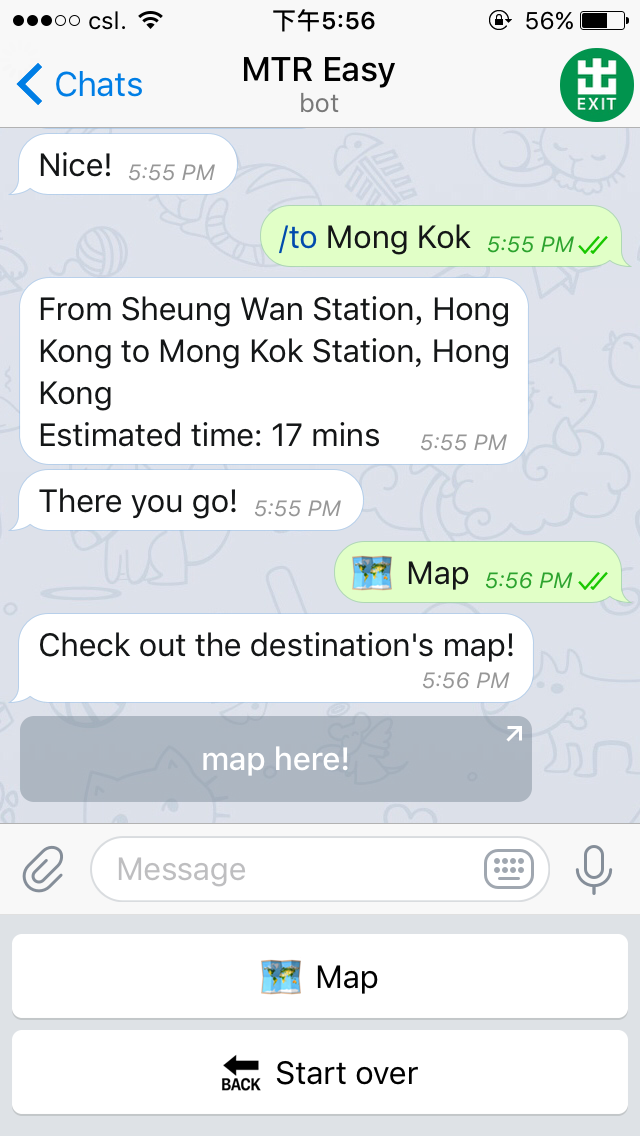 csl. 下午5:56 56%
Chats MTR Easy
bot
EXIT
Nice! 5:55 PM
/to Mong Kok 5:55 PM
From Sheung Wan Station, Hong
Kong to Mong Kok Station, Hong
Kong
Estimated time: 17 mins 5:55 PM
There you go! 5:55 PM
Map 5:56 PM
Check out the destination's map!
5:56 PM
map here!
Message
Map
BACK Start over